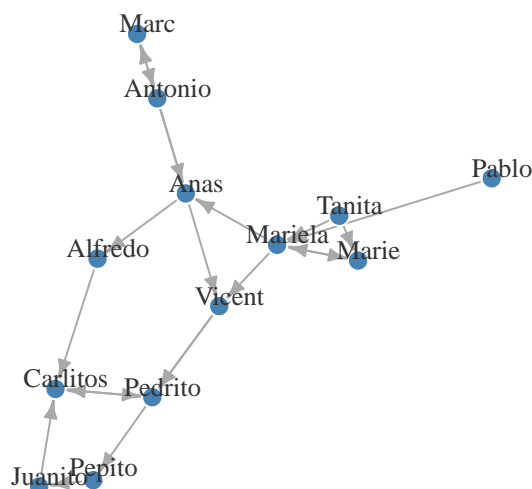 Marc
Antonio
Pablo
Anas
Tanita
Mariela
Alfredo
Marie
Vicent
Carlitos
Pedrito
Juanito
Pepito